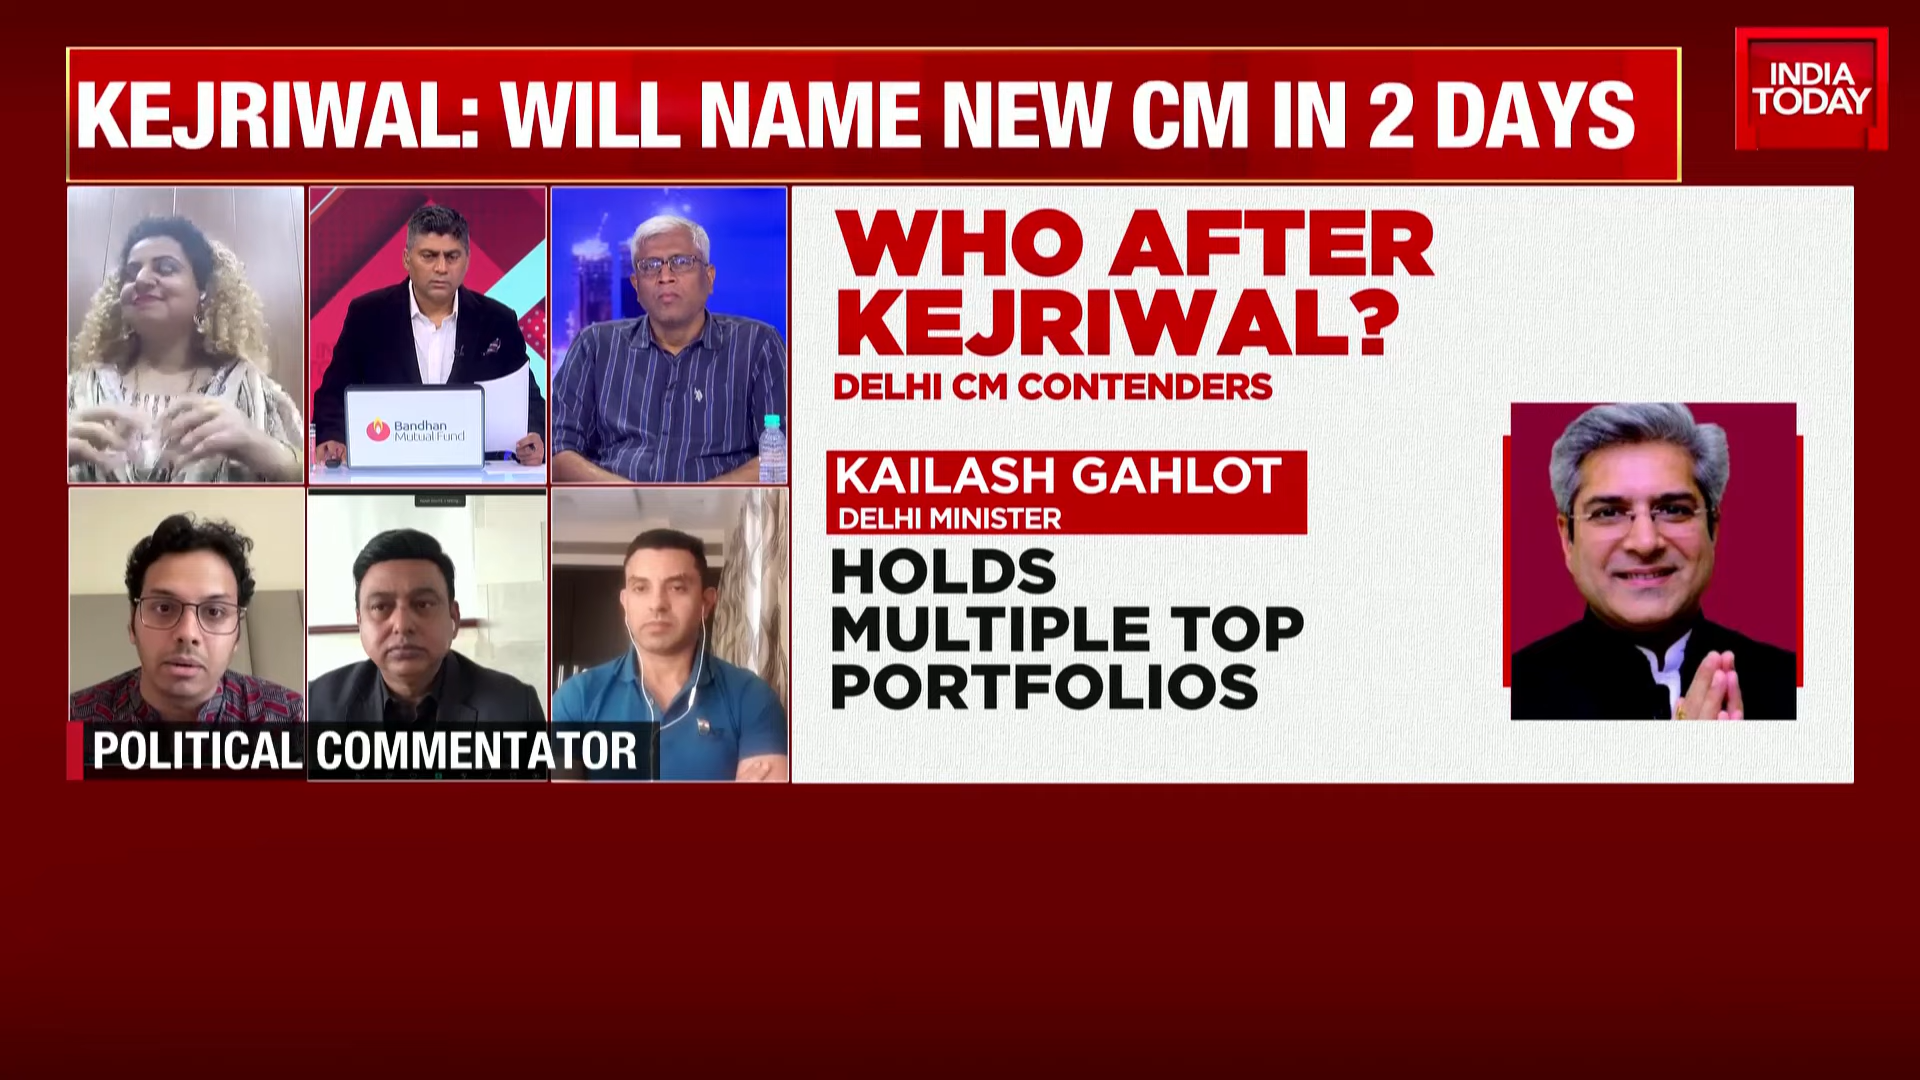 KEJRIWAL: WILL NAME NEW CM IN 2 DAYS
INDIA
TODAY
WHO AFTER
KEJRIWAL?
DELHI CM CONTENDERS
KAILASH GAHLOT
DELHI MINISTER
HOLDS
MULTIPLE TOP
PORTFOLIOS
Bandhan
Mutual Fund
POLITICAL COMMENTATOR